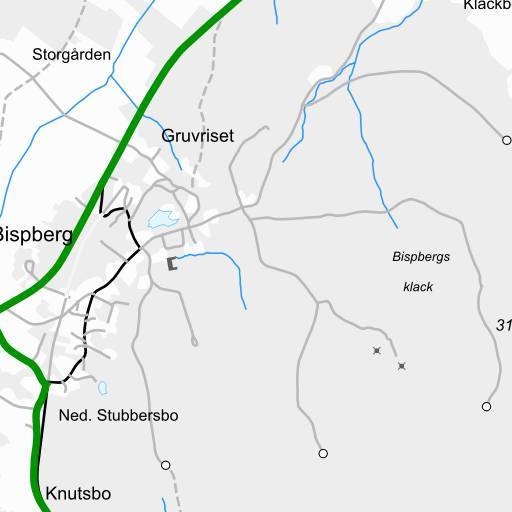 Klackb
Storgården
Gruvriset
Bispberg
Bispbergs
klack
31
Ned. Stubbersbo
Knutsbo